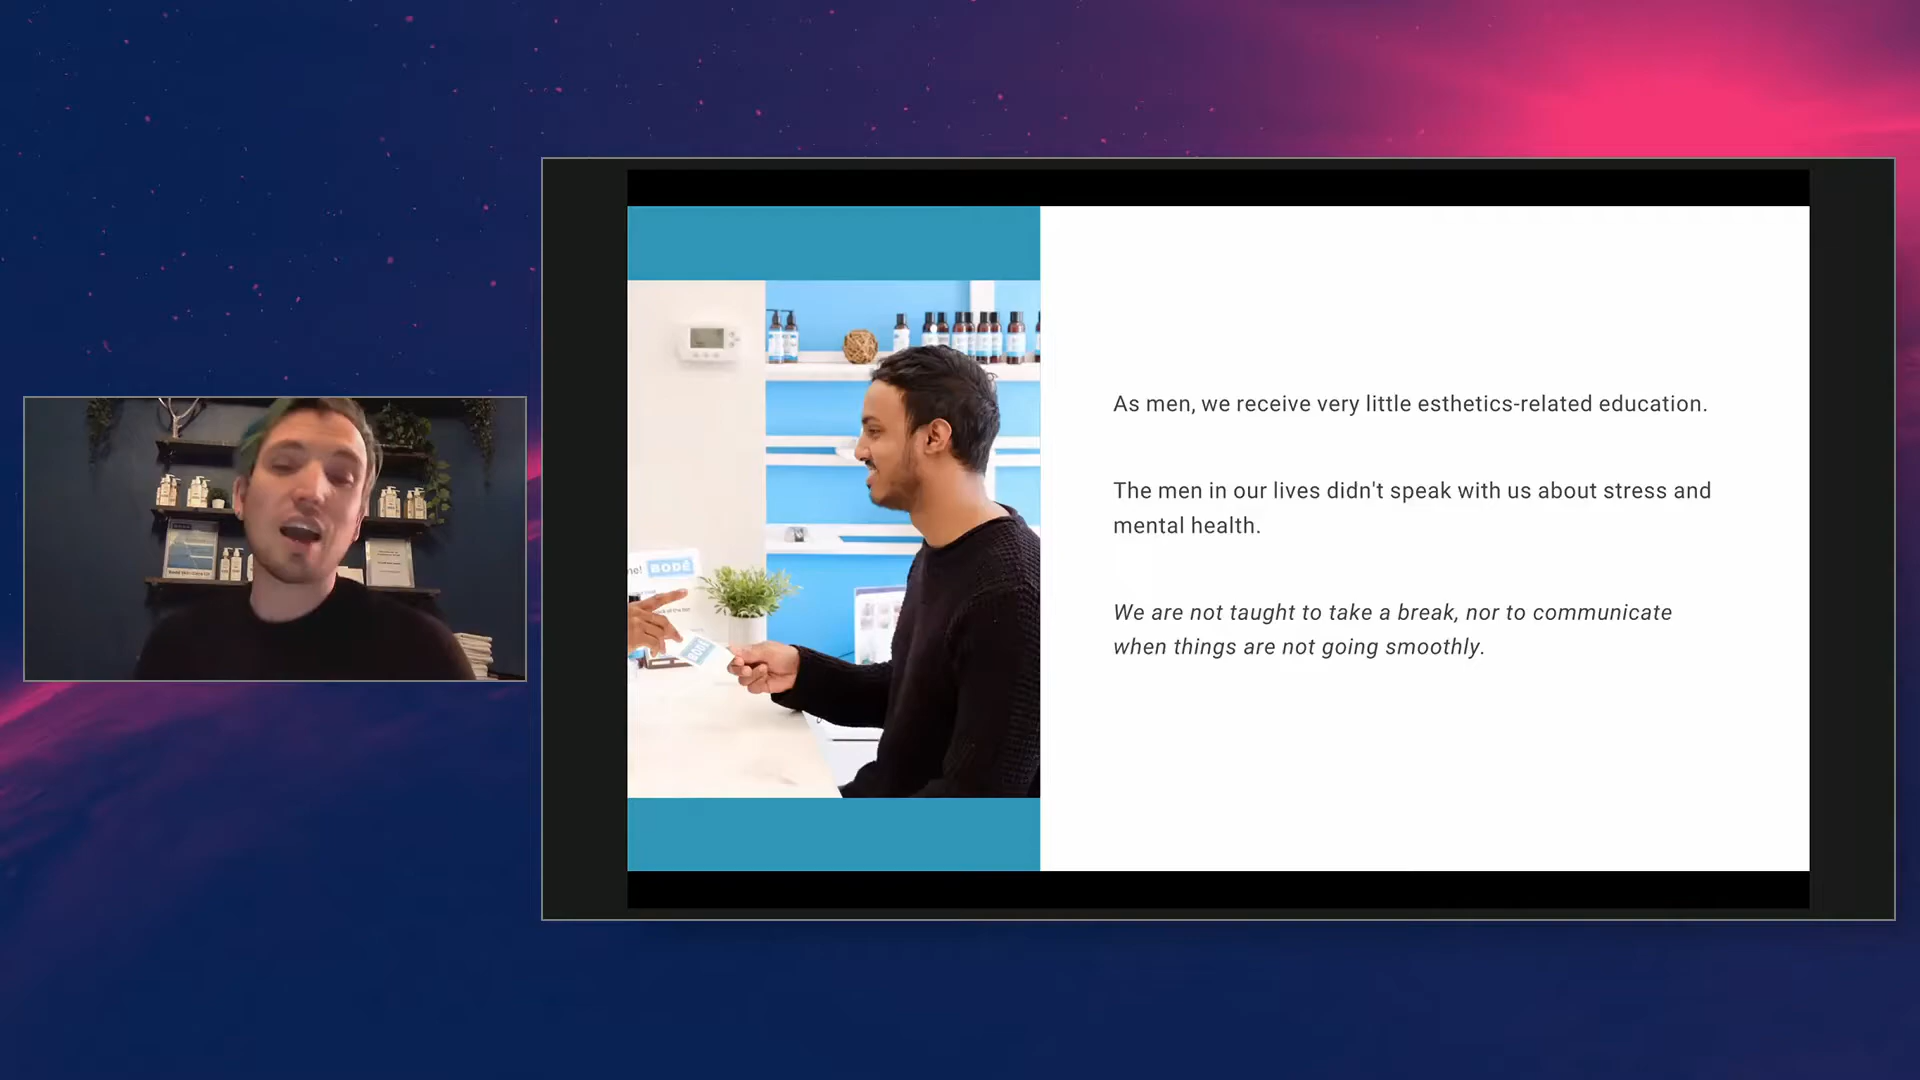 As men, we receive very little esthetics-related education.
The men in our lives didn't speak with us about stress and
mental health.
We are not taught to take a break, nor to communicate
when things are not going smoothly.
BODĒ
BODĒ